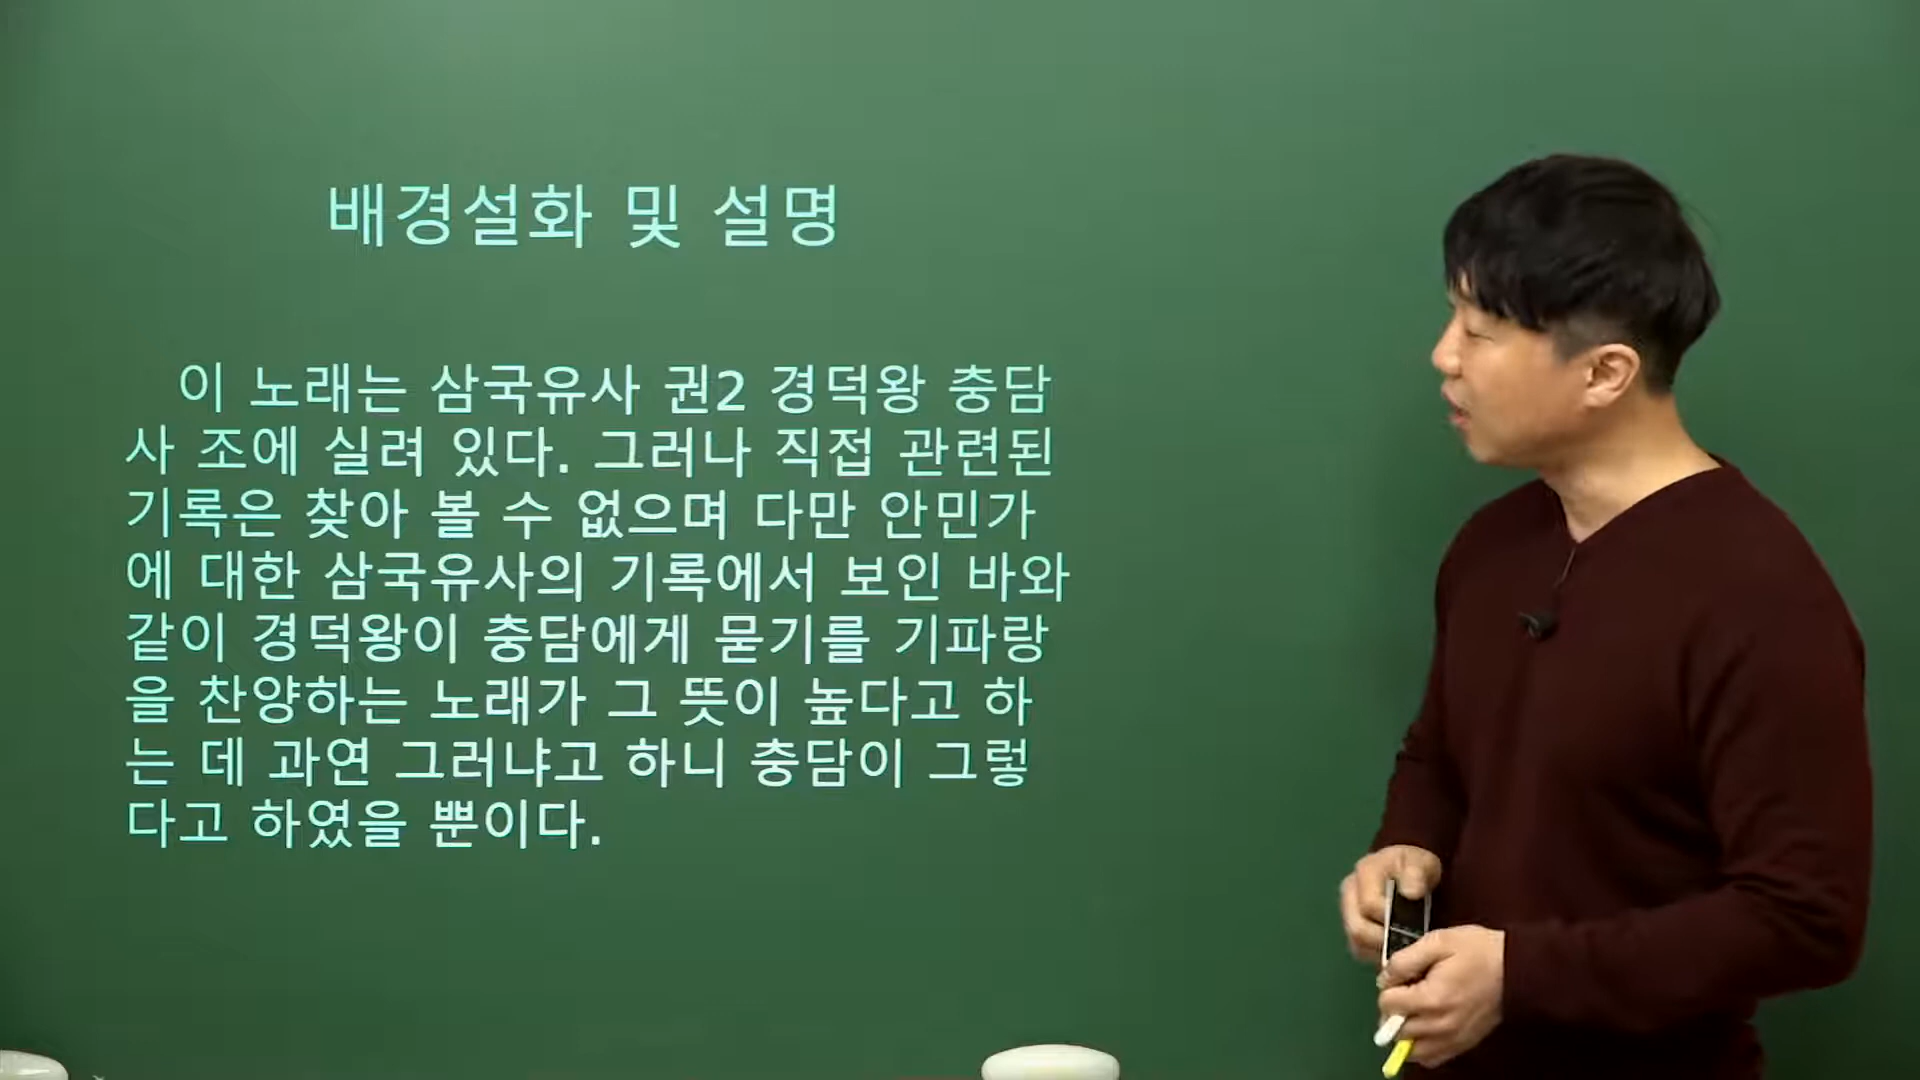 배경설화 및 설명
이 노래는 삼국유사 권2 경덕왕 충담
사 조에 실려 있다. 그러나 직접 관련된
기록은 찾아 볼 수 없으며 다만 안민가
에 대한 삼국유사의 기록에서 보인 바와
같이 경덕왕이 충담에게 묻기를 기파랑
을 찬양하는 노래가 그 뜻이 높다고 하
는 데 과연 그러냐고 하니 충담이 그렇
다고 하였을 뿐이다.